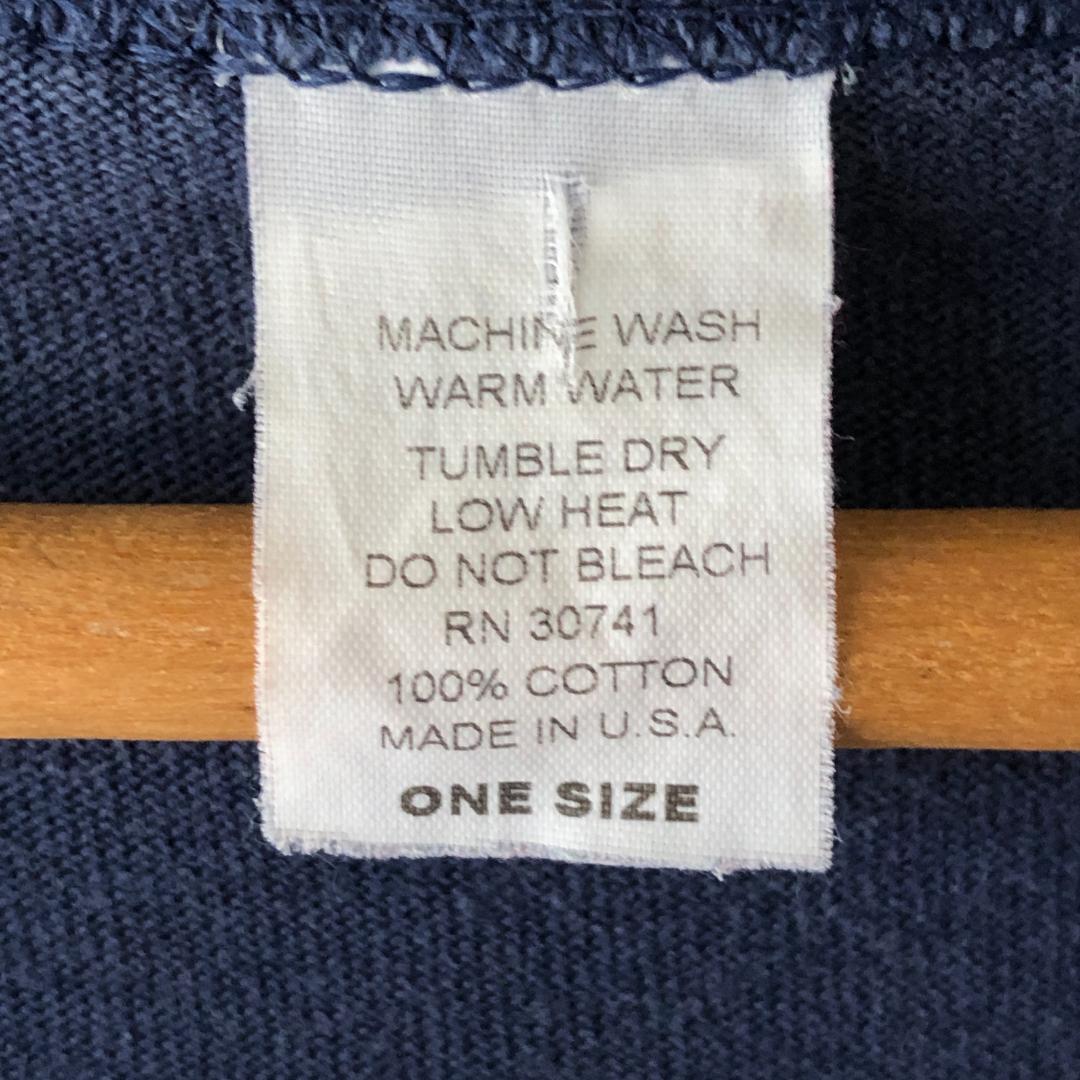 MACHINE WASH
WARM WATER
TUMBLE DRY
LOW HEAT
DO NOT BLEACH
RN 30741
100% COTTON
MADE IN U.S.A.
ONE SIZE